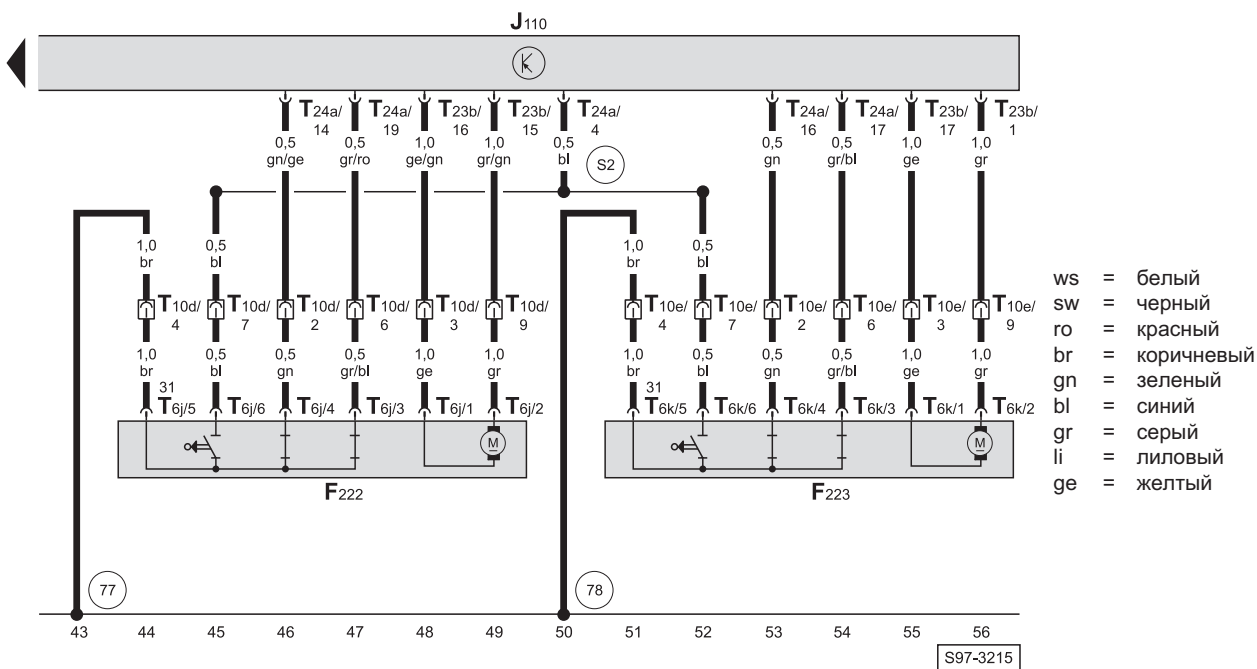 J110
T24a/14 T24a/19 T23b/16 T23b/15 T24a/4 T24a/16 T24a/17 T23b/17 T23b/1
0,5 0,5 1,0 1,0 0,5 0,5 0,5 1,0 1,0
gn/ge gr/ro ge/gn gr/gn bl gn gr/bl ge gr
S2
1,0 0,5 1,0 0,5
br bl br bl
T10d/4 T10d/7 T10d/2 T10d/6 T10d/3 T10d/9 T10e/4 T10e/7 T10e/2 T10e/6 T10e/3 T10e/9
1,0 0,5 0,5 0,5 1,0 1,0 1,0 0,5 0,5 0,5 1,0 1,0
br bl gn gr/bl ge gr br bl gn gr/bl ge gr
31 31
T6j/5 T6j/6 T6j/4 T6j/3 T6j/1 T6j/2 T6k/5 T6k/6 T6k/4 T6k/3 T6k/1 T6k/2
M M
F222 F223
77 78
43 44 45 46 47 48 49 50 51 52 53 54 55 56
S97-3215
ws = белый
sw = черный
ro = красный
br = коричневый
gn = зеленый
bl = синий
gr = серый
li = лиловый
ge = желтый